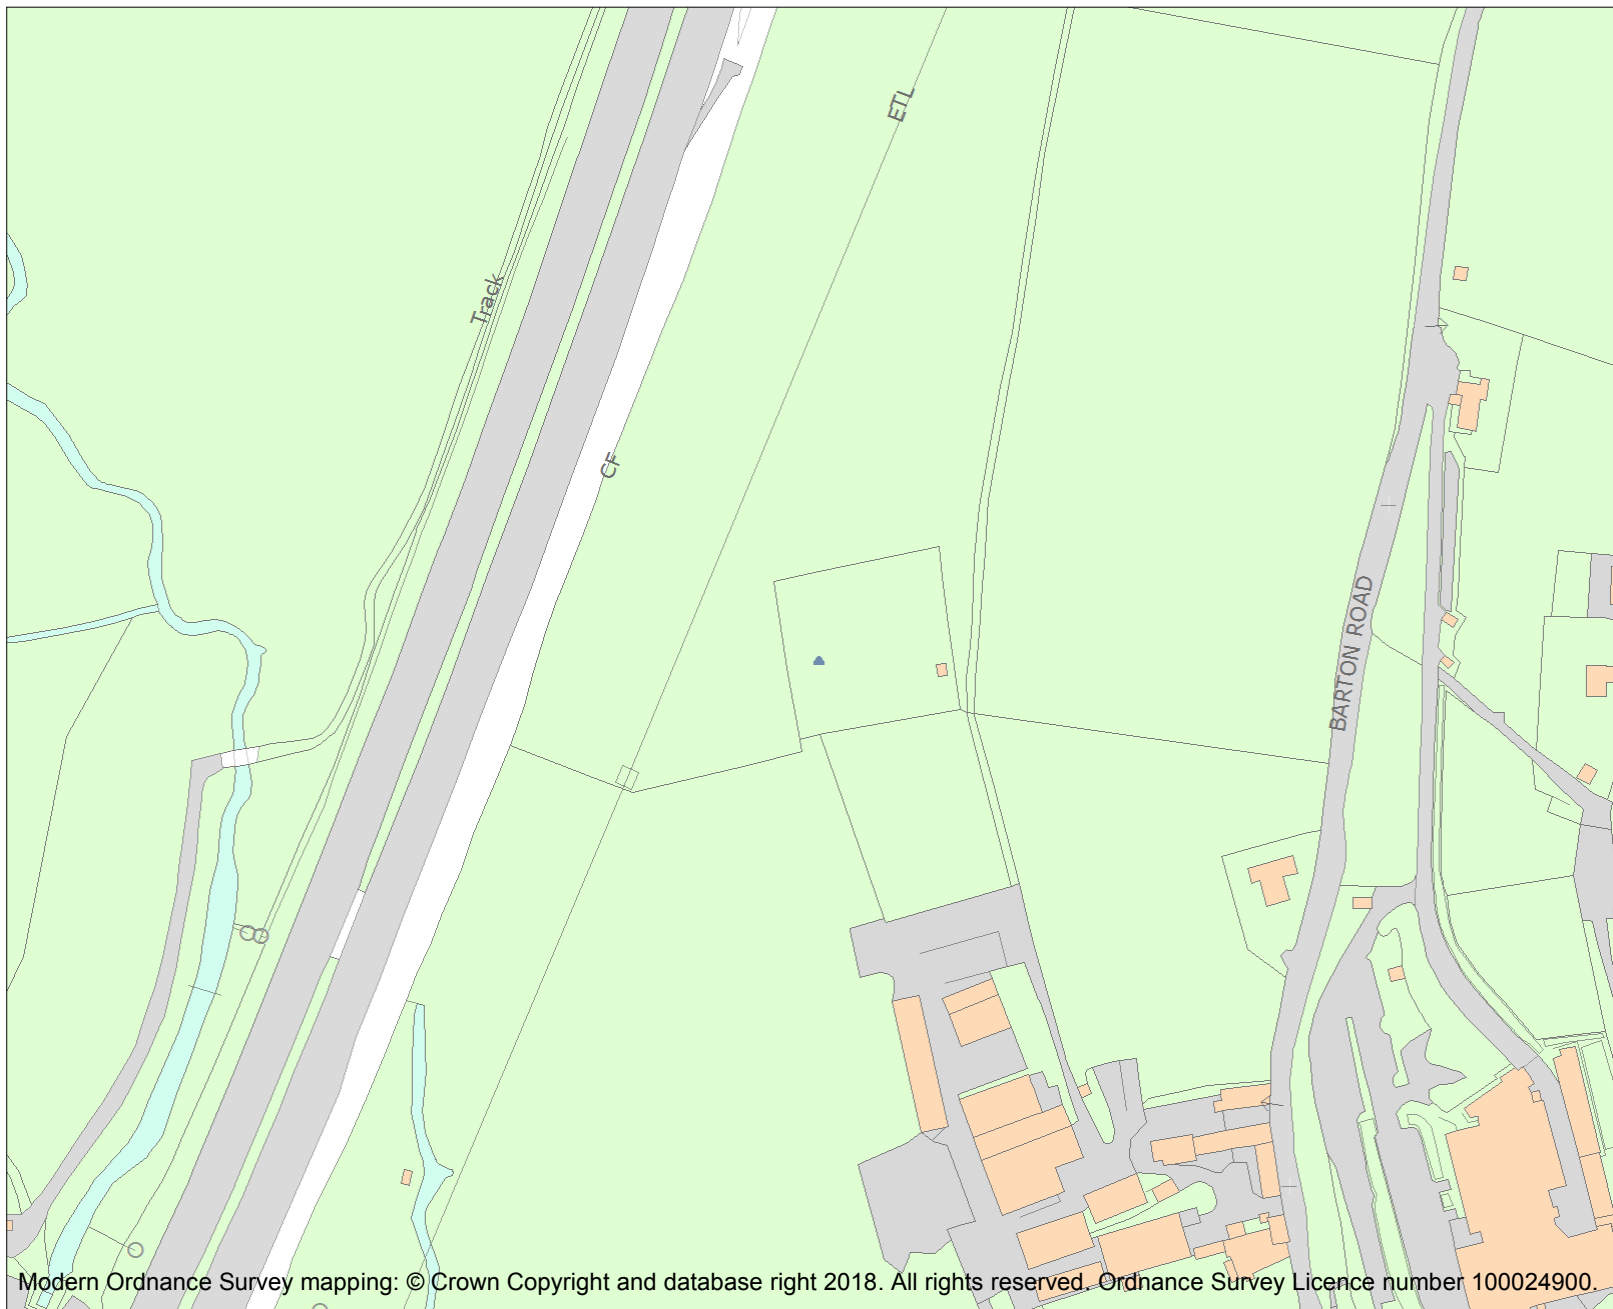 ETL
Track
CF
BARTON ROAD
Modern Ordnance Survey mapping: © Crown Copyright and database right 2018. All rights reserved. Ordnance Survey Licence number 100024900.